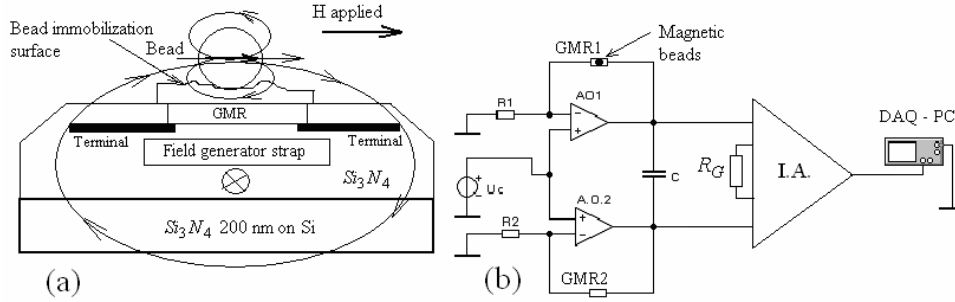 H applied
Bead immobilization
surface
Bead
GMR
Terminal
Terminal
Field generator strap
Si₃N₄
Si₃N₄ 200 nm on Si
(a)
GMR1
Magnetic
beads
R1
AO1
DAQ - PC
R_G
I.A.
Uc
C
A.O.2
R2
GMR2
(b)